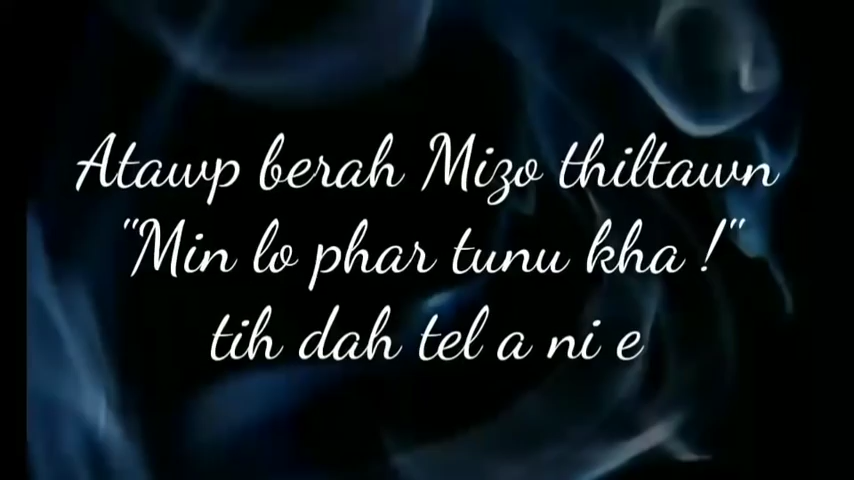 Atawp berah Mizo thiltawn
"Min lo phar tunu kha !"
tih dah tel a ni e